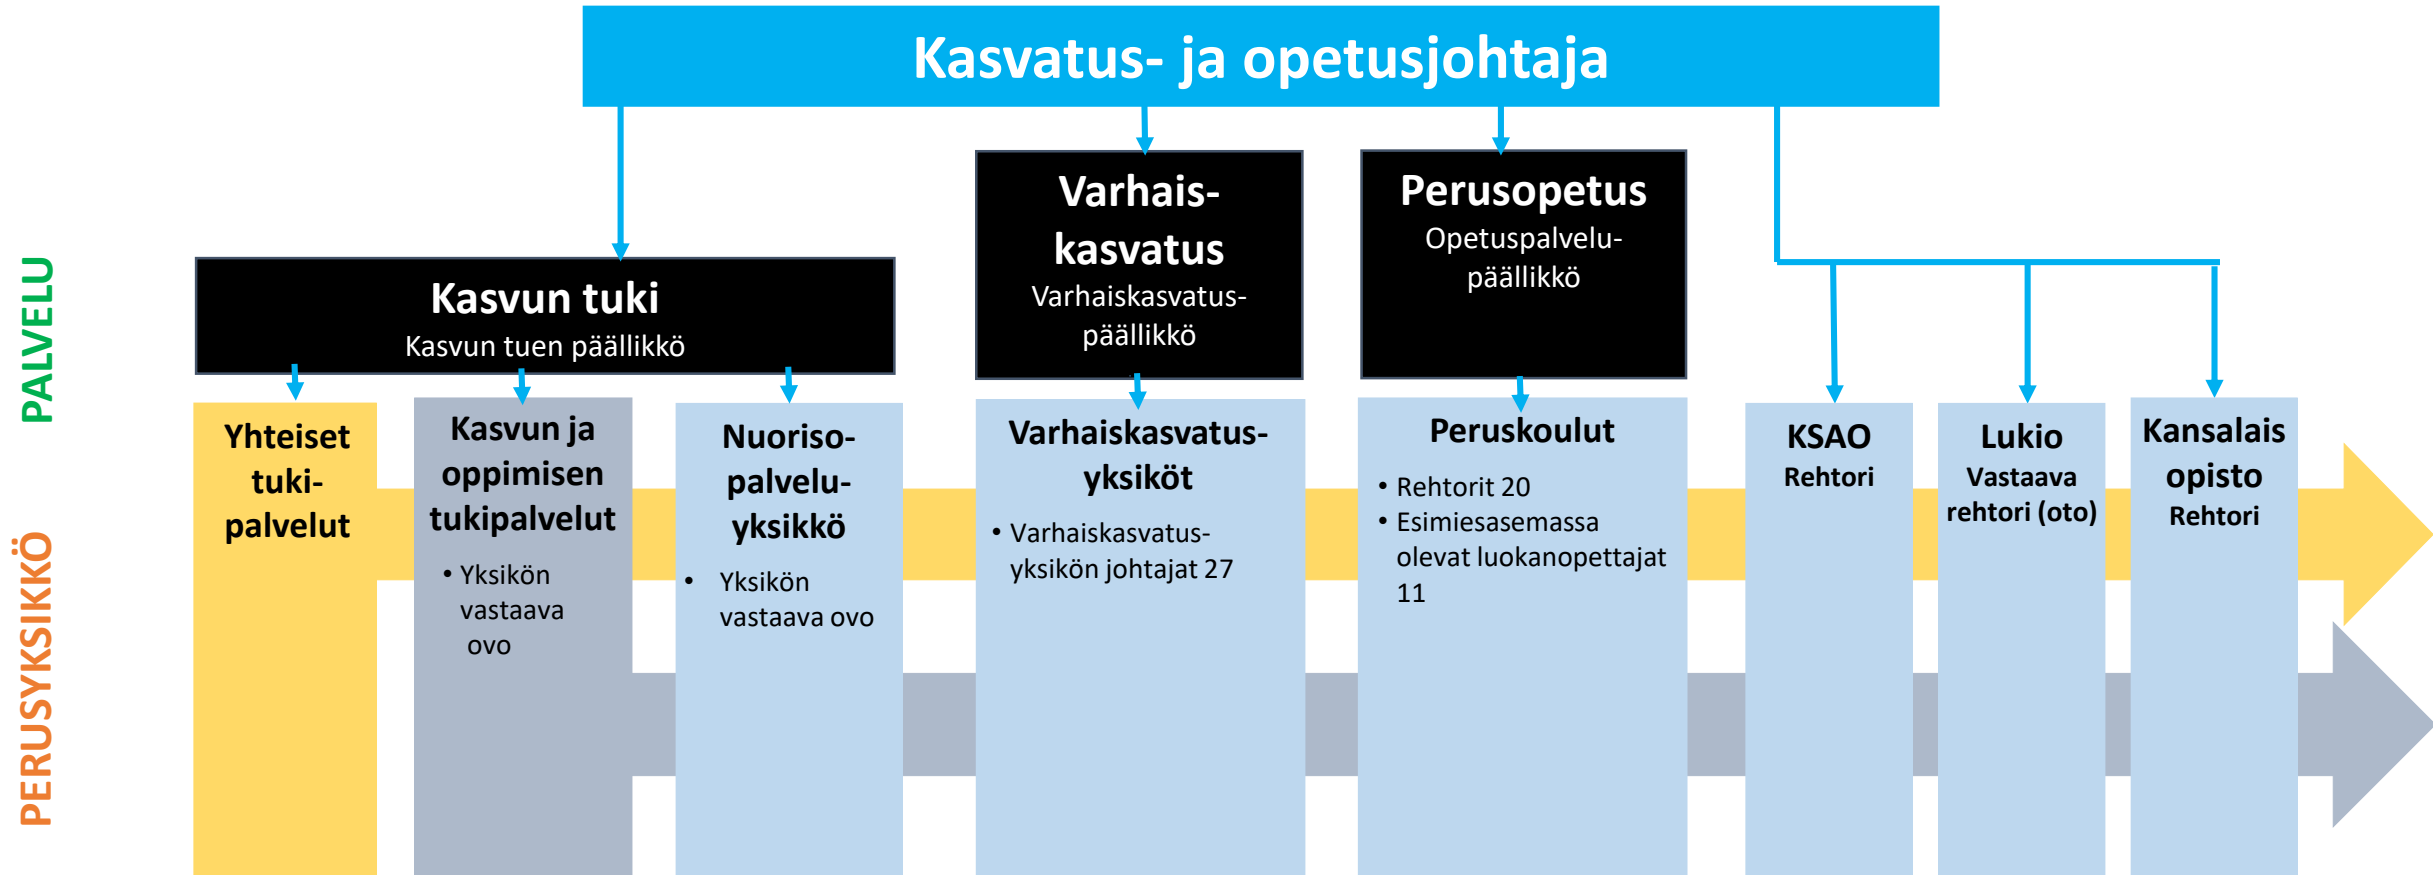 Kasvatus- ja opetusjohtaja
PALVELU
PERUSYKSIKKÖ
Kasvun tuki
Kasvun tuen päällikkö
Varhais-
kasvatus
Varhaiskasvatus-
päällikkö
Perusopetus
Opetuspalvelu-
päällikkö
Yhteiset
tuki-
palvelut
Kasvun ja
oppimisen
tukipalvelut
• Yksikön
vastaava
ovo
Nuoriso-
palvelu-
yksikkö
• Yksikön
vastaava ovo
Varhaiskasvatus-
yksiköt
• Varhaiskasvatus-
yksikön johtajat 27
Peruskoulut
• Rehtorit 20
• Esimiesasemassa
olevat luokanopettajat
11
KSAO
Rehtori
Lukio
Vastaava
rehtori (oto)
Kansalais
opisto
Rehtori